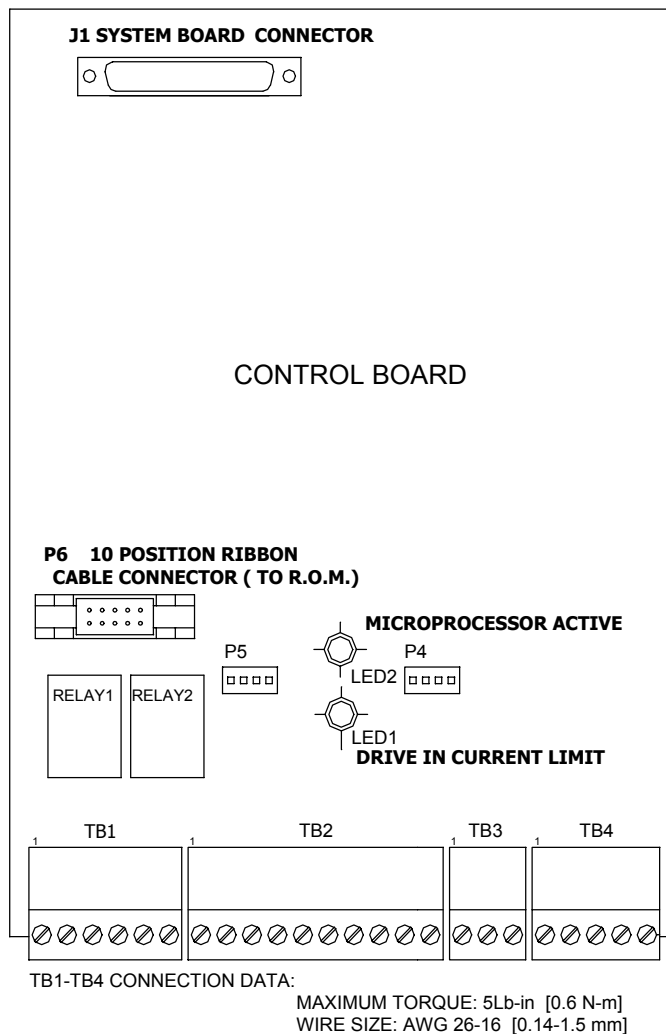 J1 SYSTEM BOARD CONNECTOR
CONTROL BOARD
P6 10 POSITION RIBBON
CABLE CONNECTOR ( TO R.O.M.)
MICROPROCESSOR ACTIVE
P5
P4
LED2
RELAY1
RELAY2
LED1
DRIVE IN CURRENT LIMIT
TB1
TB2
TB3
TB4
1
1
1
1
TB1-TB4 CONNECTION DATA:
MAXIMUM TORQUE: 5Lb-in [0.6 N-m]
WIRE SIZE: AWG 26-16 [0.14-1.5 mm]